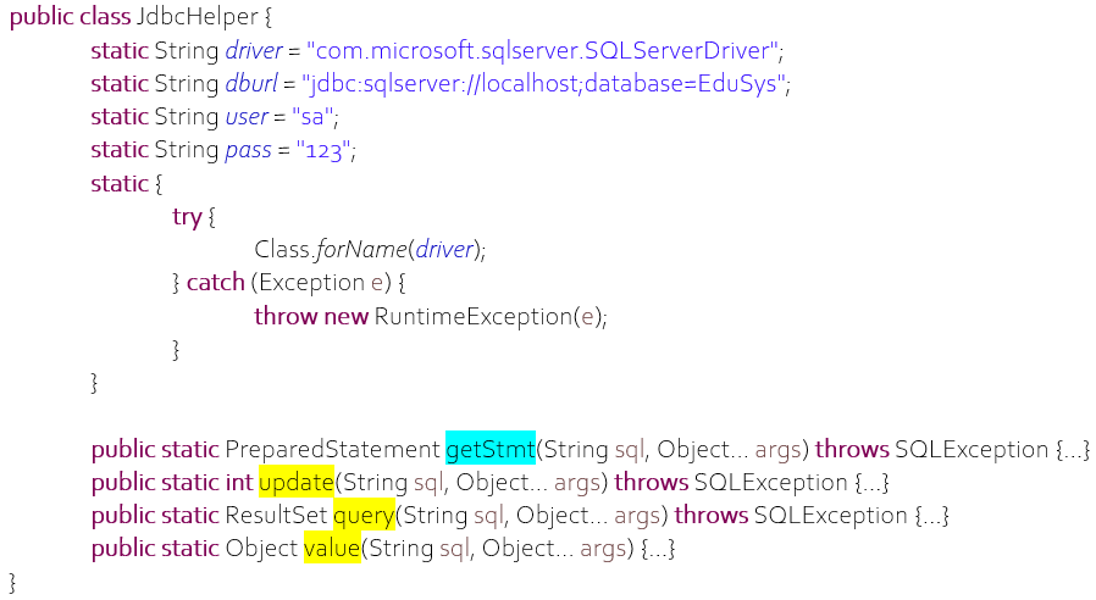 public class JdbcHelper {
static String driver = "com.microsoft.sqlserver.SQLServerDriver";
static String dburl = "jdbc:sqlserver://localhost;database=EduSys";
static String user = "sa";
static String pass = "123";
static {
try {
Class.forName(driver);
} catch (Exception e) {
throw new RuntimeException(e);
}
}
public static PreparedStatement getStmt(String sql, Object... args) throws SQLException {...}
public static int update(String sql, Object... args) throws SQLException {...}
public static ResultSet query(String sql, Object... args) throws SQLException {...}
public static Object value(String sql, Object... args) {...}
}